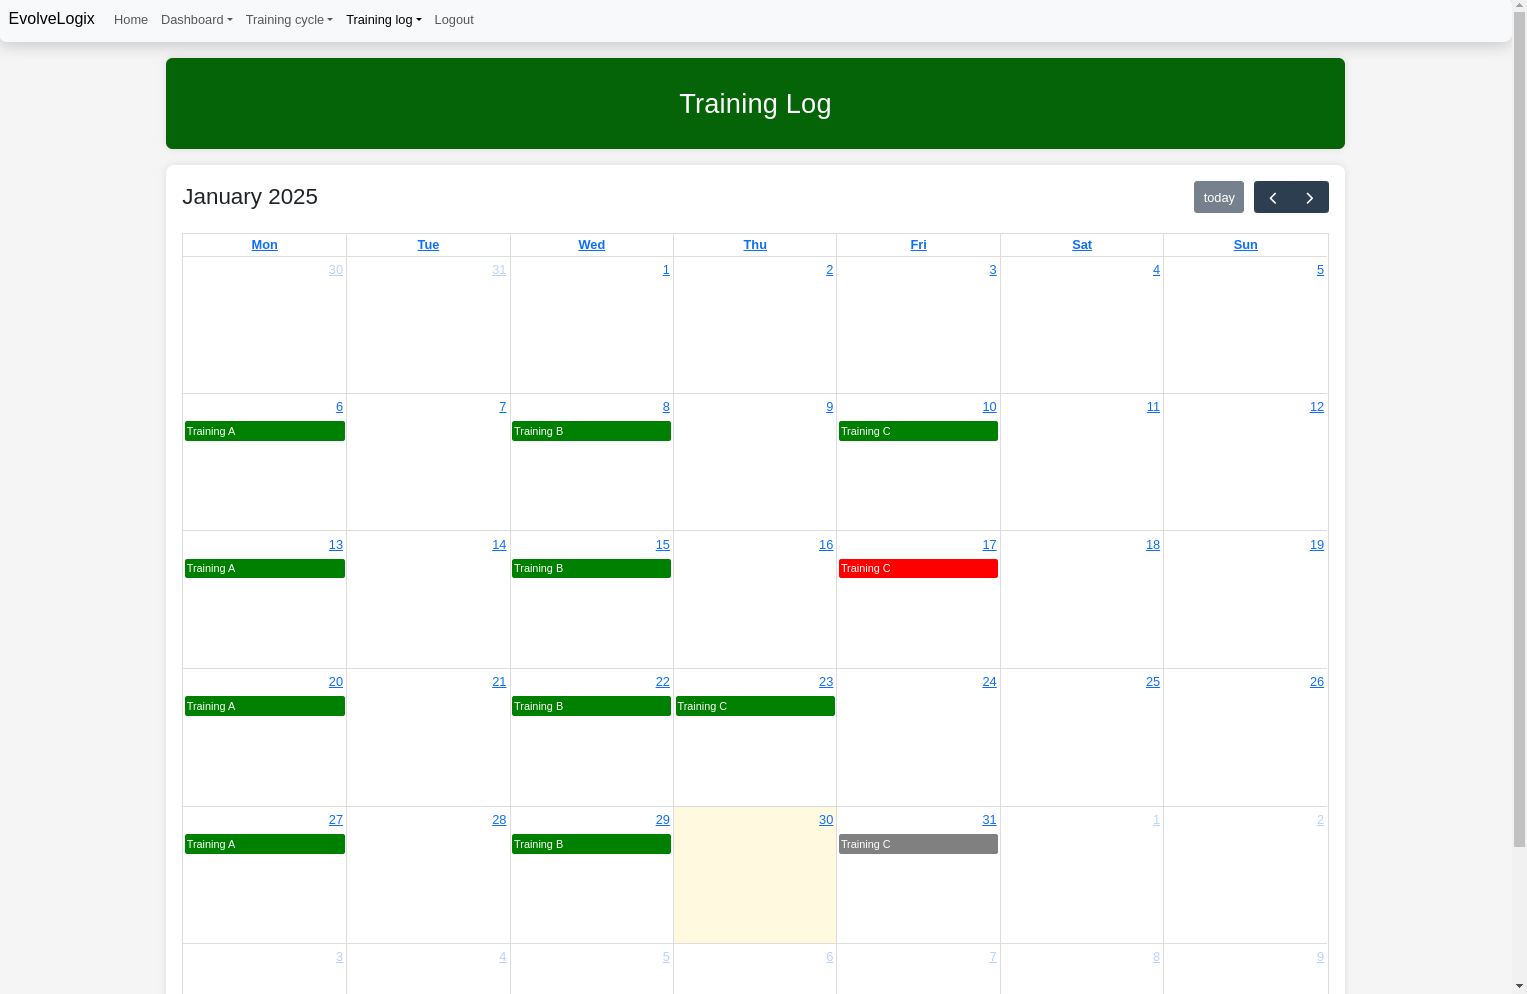 EvolveLogix Home Dashboard Training cycle Training log Logout
Training Log
January 2025 today
Mon Tue Wed Thu Fri Sat Sun
30 31 1 2 3 4 5
6 7 8 9 10 11 12
Training A Training B Training C
13 14 15 16 17 18 19
Training A Training B Training C
20 21 22 23 24 25 26
Training A Training B Training C
27 28 29 30 31 1 2
Training A Training B Training C
3 4 5 6 7 8 9